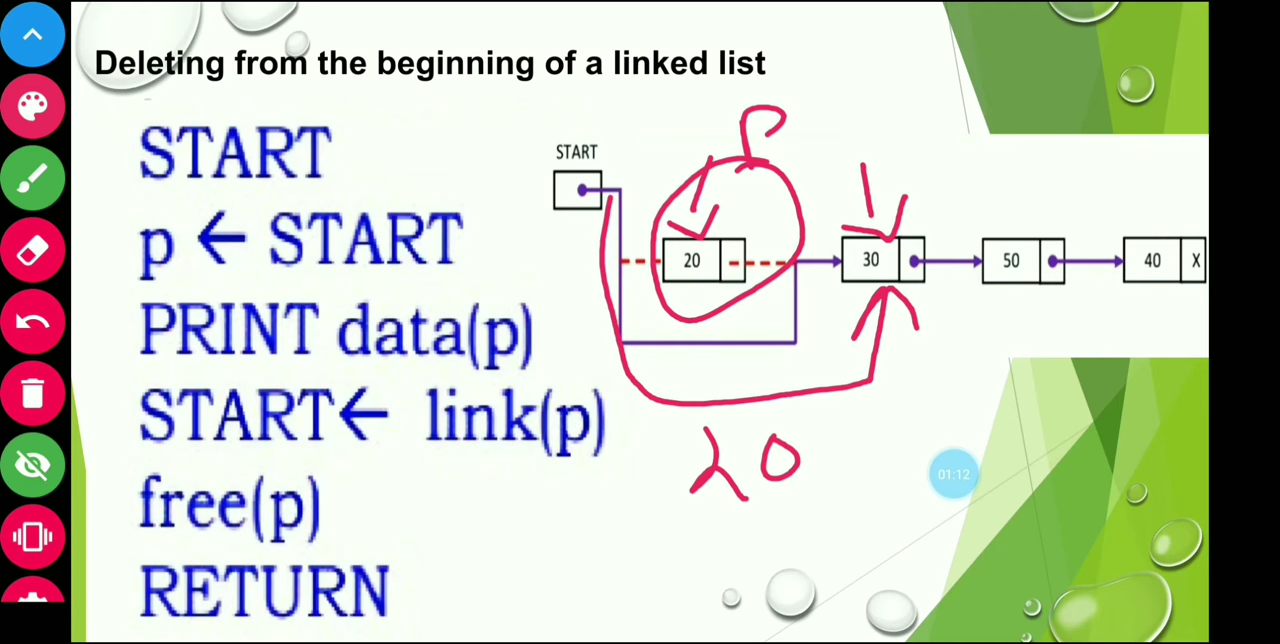 Deleting from the beginning of a linked list
START
p ← START
PRINT data(p)
START← link(p)
free(p)
RETURN
START
P
20
30
50
40
X
20
01:12